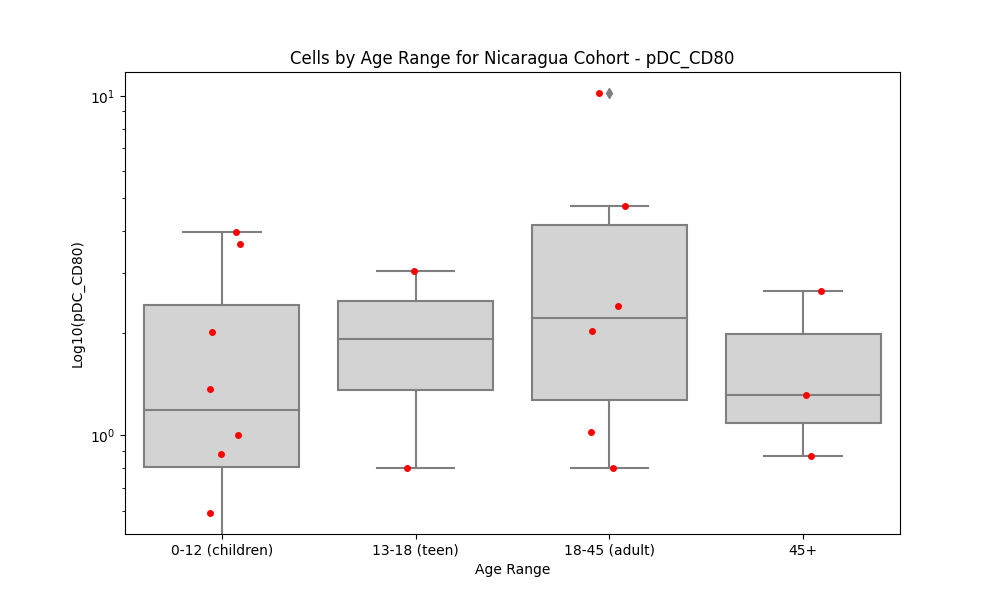 Cells by Age Range for Nicaragua Cohort - pDC_CD80
Log10(pDC_CD80)
10¹
10⁰
0-12 (children) 13-18 (teen) 18-45 (adult) 45+
Age Range